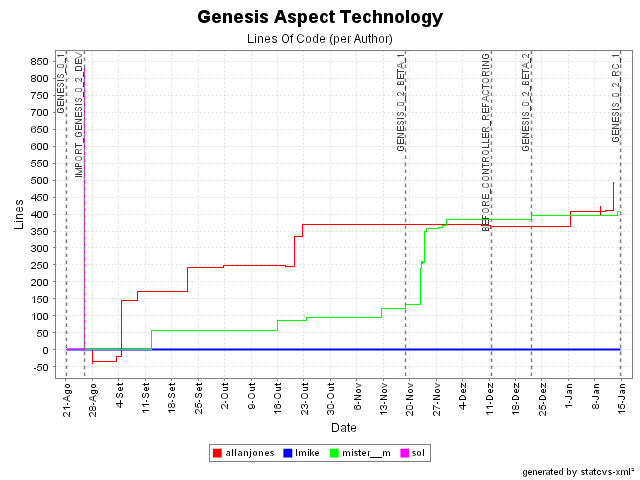 Genesis Aspect Technology
Lines Of Code (per Author)
Lines
850
800
750
700
650
600
550
500
450
400
350
300
250
200
150
100
50
0
-50
GENESIS_0_1
IMPORT_GENESIS_0_2_DEV
GENESIS_0_2_BETA_1
BEFORE_CONTROLLER_REFACTORING
GENESIS_0_2_BETA_2
GENESIS_0_2_RC_1
21-Ago
28-Ago
4-Set
11-Set
18-Set
25-Set
2-Out
9-Out
16-Out
23-Out
30-Out
6-Nov
13-Nov
20-Nov
27-Nov
4-Dez
11-Dez
18-Dez
25-Dez
1-Jan
8-Jan
15-Jan
Date
allanjones lmike mister__m sol
generated by statcvs-xml²